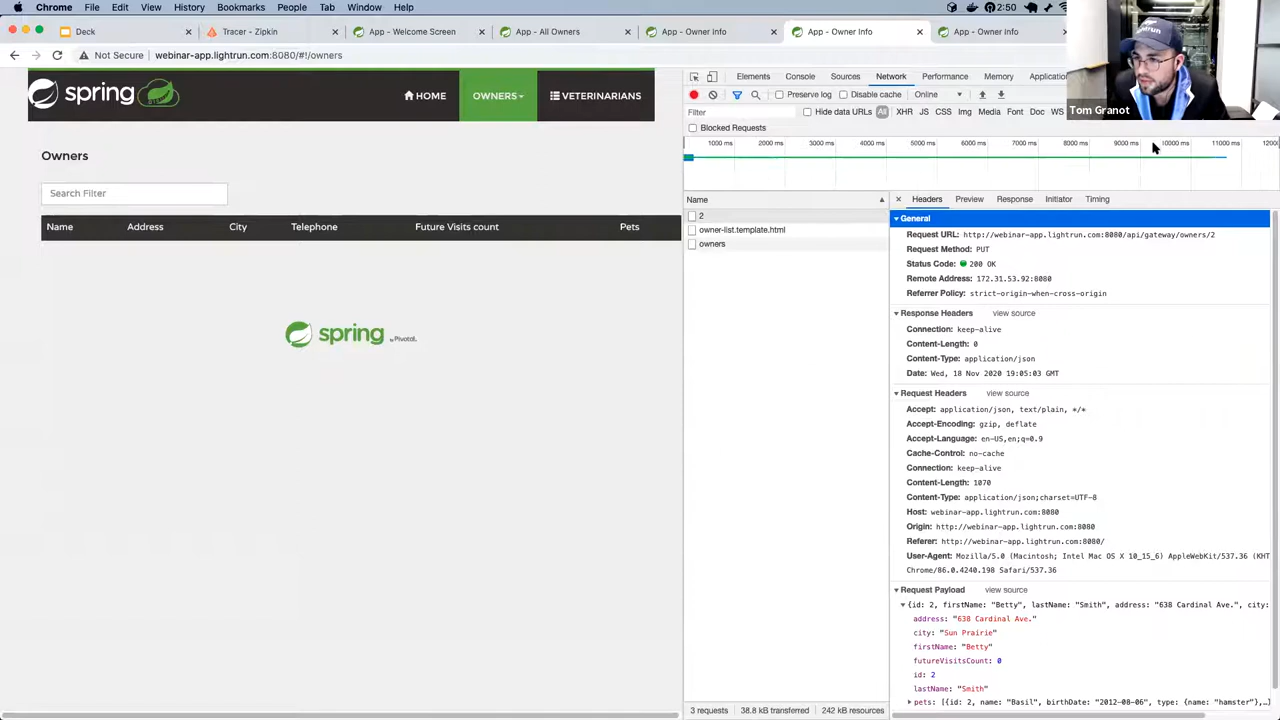 Chrome File Edit View History Bookmarks People Tab Window Help 2:50
Deck Tracer - Zipkin App - Welcome Screen App - All Owners App - Owner Info App - Owner Info App - Owner Info
Not Secure webinar-app.lightrun.com:8080/#!/owners
Tom Granot
spring HOME OWNERS VETERINARIANS
Owners
Search Filter
Name Address City Telephone Future Visits count Pets
spring by Pivotal.
Elements Console Sources Network Performance Memory Application
Preserve log Disable cache Online
Filter Hide data URLs All XHR JS CSS Img Media Font Doc WS
Blocked Requests
1000 ms 2000 ms 3000 ms 4000 ms 5000 ms 6000 ms 7000 ms 8000 ms 9000 ms 10000 ms 11000 ms 12000
Name
2
owner-list.template.html
owners
3 requests 38.8 kB transferred 242 kB resources
Headers Preview Response Initiator Timing
General
Request URL: http://webinar-app.lightrun.com:8080/api/gateway/owners/2
Request Method: PUT
Status Code: 200 OK
Remote Address: 172.31.53.92:8080
Referrer Policy: strict-origin-when-cross-origin
Response Headers view source
Connection: keep-alive
Content-Length: 0
Content-Type: application/json
Date: Wed, 18 Nov 2020 19:05:03 GMT
Request Headers view source
Accept: application/json, text/plain, */*
Accept-Encoding: gzip, deflate
Accept-Language: en-US,en;q=0.9
Cache-Control: no-cache
Connection: keep-alive
Content-Length: 1070
Content-Type: application/json;charset=UTF-8
Host: webinar-app.lightrun.com:8080
Origin: http://webinar-app.lightrun.com:8080
Referer: http://webinar-app.lightrun.com:8080/
User-Agent: Mozilla/5.0 (Macintosh; Intel Mac OS X 10_15_6) AppleWebKit/537.36 (KHT
Chrome/86.0.4240.198 Safari/537.36
Request Payload view source
{id: 2, firstName: "Betty", lastName: "Smith", address: "638 Cardinal Ave.", city:
address: "638 Cardinal Ave."
city: "Sun Prairie"
firstName: "Betty"
futureVisitsCount: 0
id: 2
lastName: "Smith"
pets: [{id: 2, name: "Basil", birthDate: "2012-08-06", type: {name: "hamster"},…]